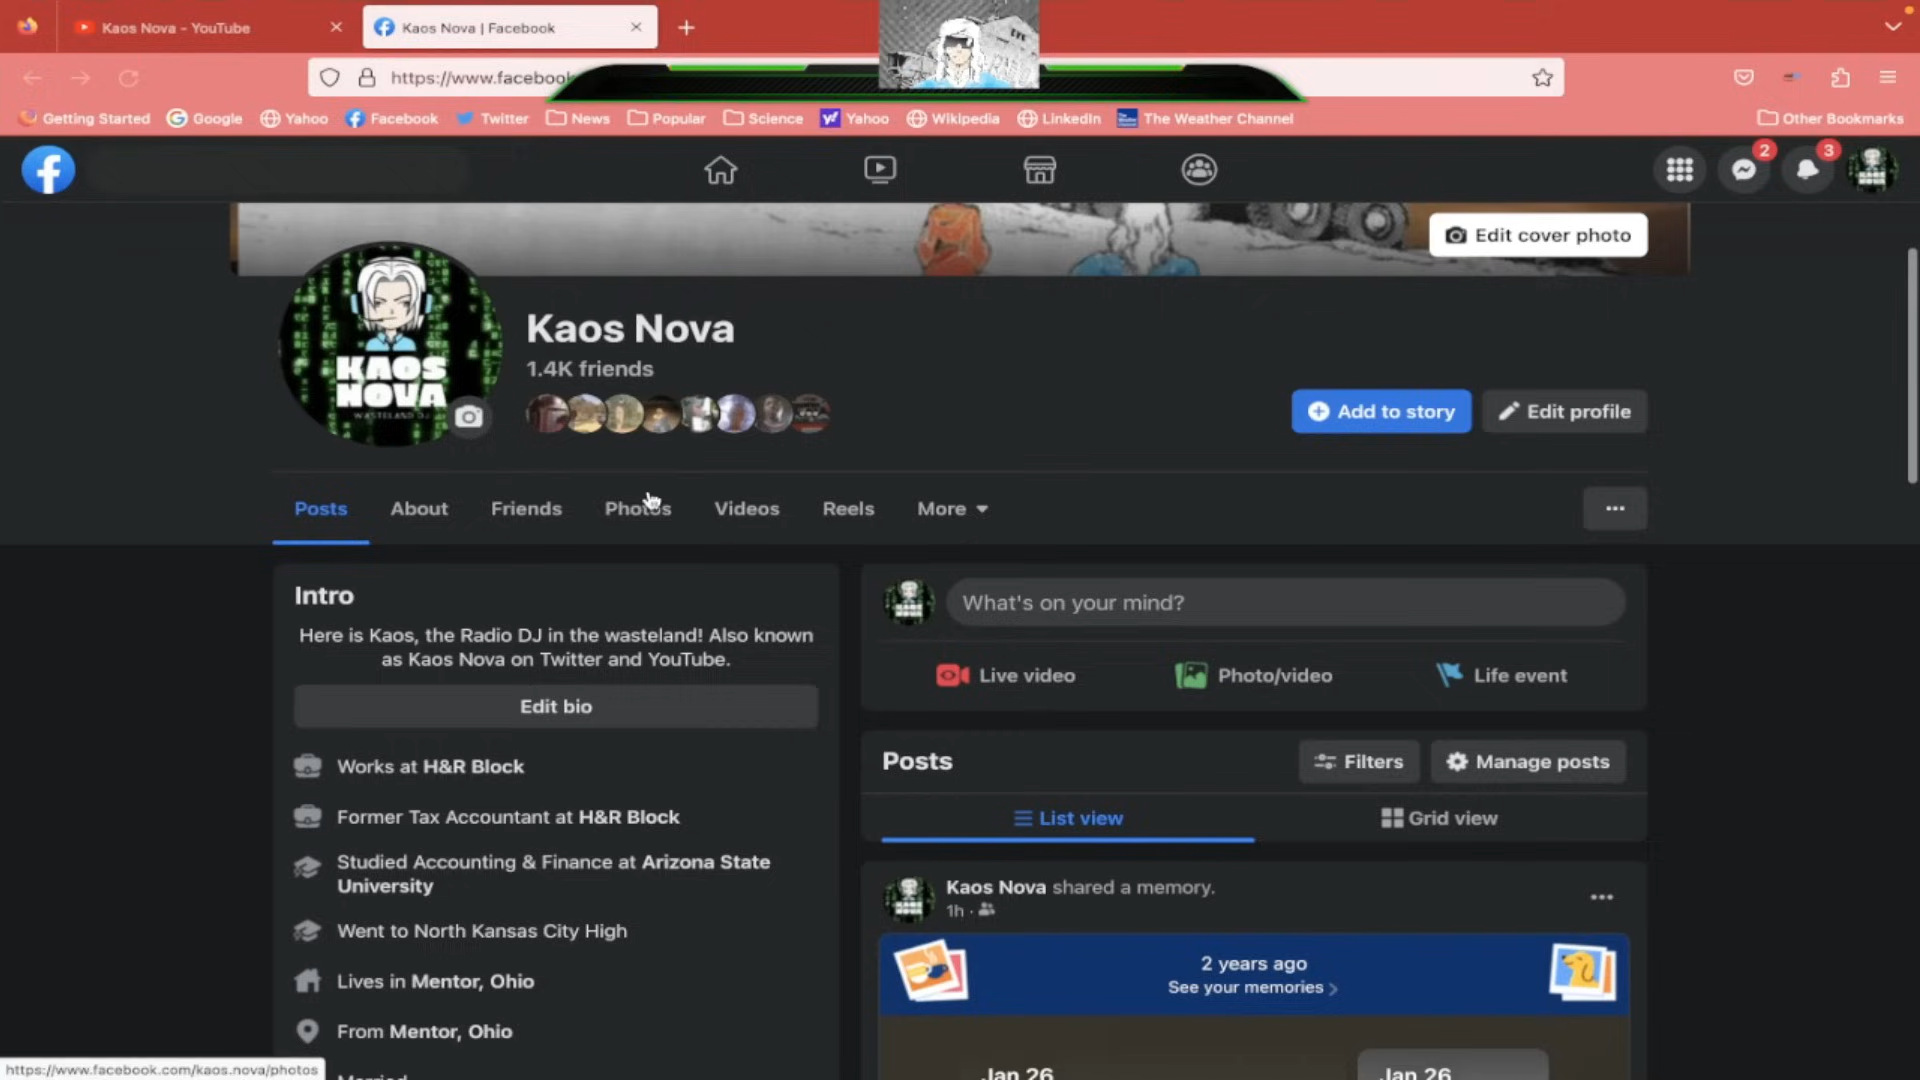 Kaos Nova - YouTube
Kaos Nova | Facebook
https://www.facebook
Getting Started Google Yahoo Facebook Twitter News Popular Science Yahoo Wikipedia LinkedIn The Weather Channel Other Bookmarks
2 3
Edit cover photo
KAOS
NOVA
WASTELAND DJ
Kaos Nova
1.4K friends
Add to story Edit profile
Posts About Friends Photos Videos Reels More
Intro
Here is Kaos, the Radio DJ in the wasteland! Also known
as Kaos Nova on Twitter and YouTube.
Edit bio
Works at H&R Block
Former Tax Accountant at H&R Block
Studied Accounting & Finance at Arizona State
University
Went to North Kansas City High
Lives in Mentor, Ohio
From Mentor, Ohio
Married
What's on your mind?
Live video Photo/video Life event
Posts Filters Manage posts
List view Grid view
Kaos Nova shared a memory.
1h
2 years ago
See your memories
Jan 26 Jan 26
https://www.facebook.com/kaos.nova/photos